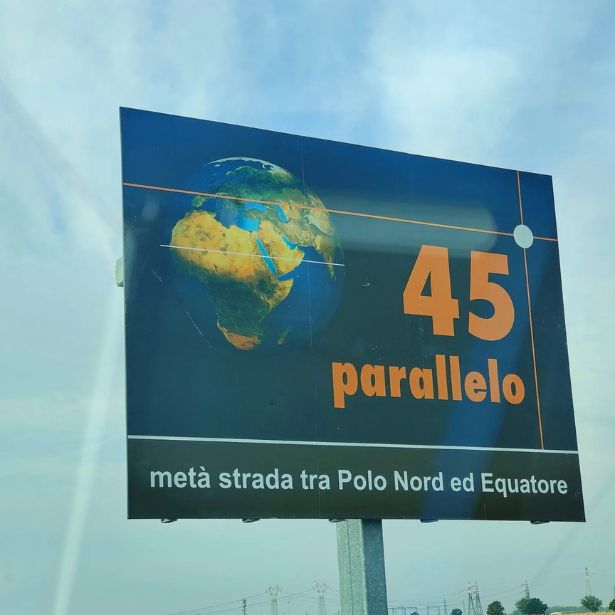 45
parallelo
metà strada tra Polo Nord ed Equatore